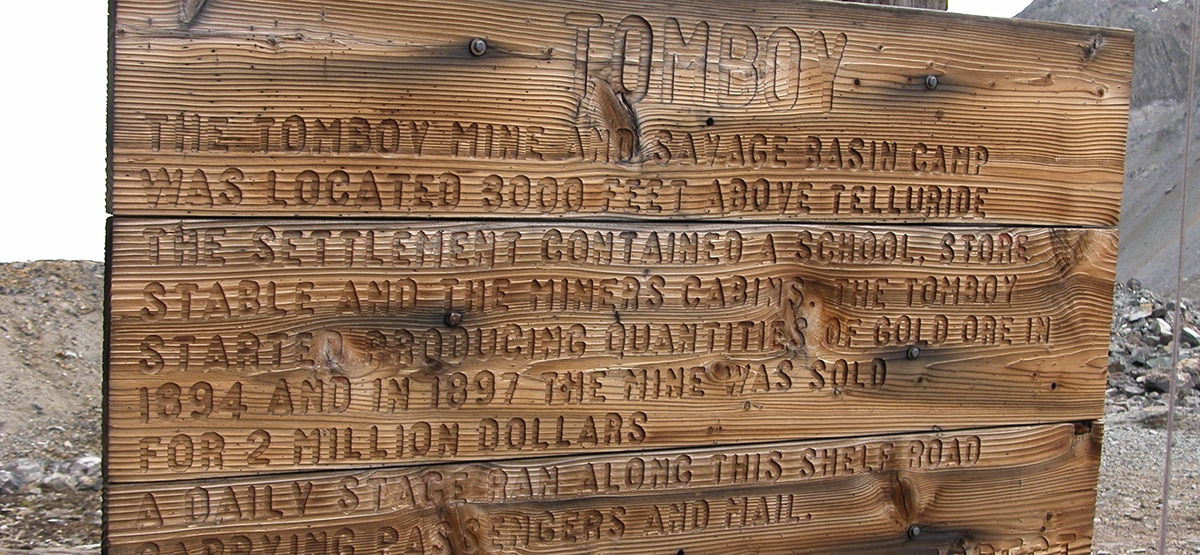 TOMBOY
THE TOMBOY MINE AND SAVAGE BASIN CAMP
WAS LOCATED 3000 FEET ABOVE TELLURIDE
THE SETTLEMENT CONTAINED A SCHOOL, STORE
STABLE AND THE MINERS CABINS THE TOMBOY
STARTED PRODUCING QUANTITIES OF GOLD ORE IN
1894 AND IN 1897 THE MINE WAS SOLD
FOR 2 MILLION DOLLARS
A DAILY STAGE RAN ALONG THIS SHELF ROAD
CARRYING PASSENGERS AND MAIL.